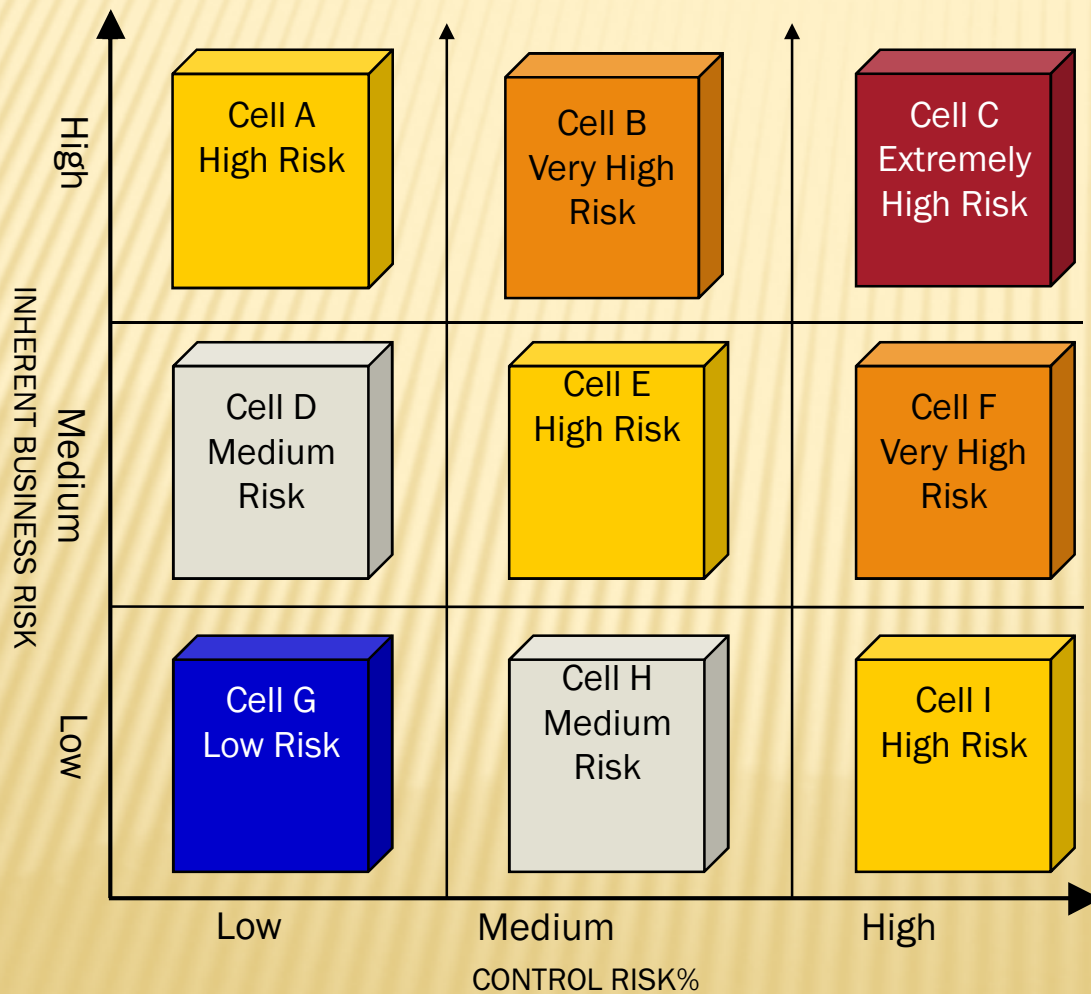 High
Cell A
High Risk
Cell B
Very High
Risk
Cell C
Extremely
High Risk
INHERENT BUSINESS RISK
Medium
Cell D
Medium
Risk
Cell E
High Risk
Cell F
Very High
Risk
Low
Cell G
Low Risk
Cell H
Medium
Risk
Cell I
High Risk
Low
Medium
High
CONTROL RISK%